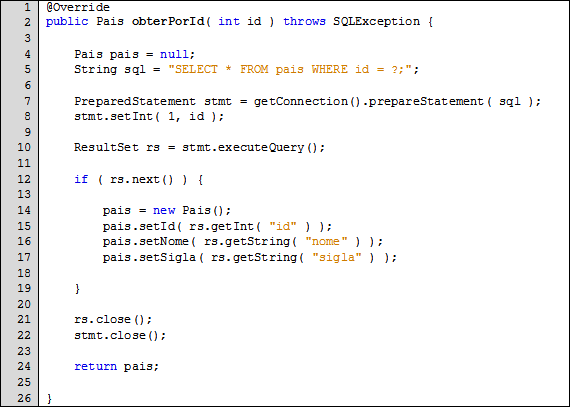 1 @Override
2 public Pais obterPorId( int id ) throws SQLException {
3
4     Pais pais = null;
5     String sql = "SELECT * FROM pais WHERE id = ?;";
6
7     PreparedStatement stmt = getConnection().prepareStatement( sql );
8     stmt.setInt( 1, id );
9
10     ResultSet rs = stmt.executeQuery();
11
12     if ( rs.next() ) {
13
14         pais = new Pais();
15         pais.setId( rs.getInt( "id" ) );
16         pais.setNome( rs.getString( "nome" ) );
17         pais.setSigla( rs.getString( "sigla" ) );
18
19     }
20
21     rs.close();
22     stmt.close();
23
24     return pais;
25
26 }